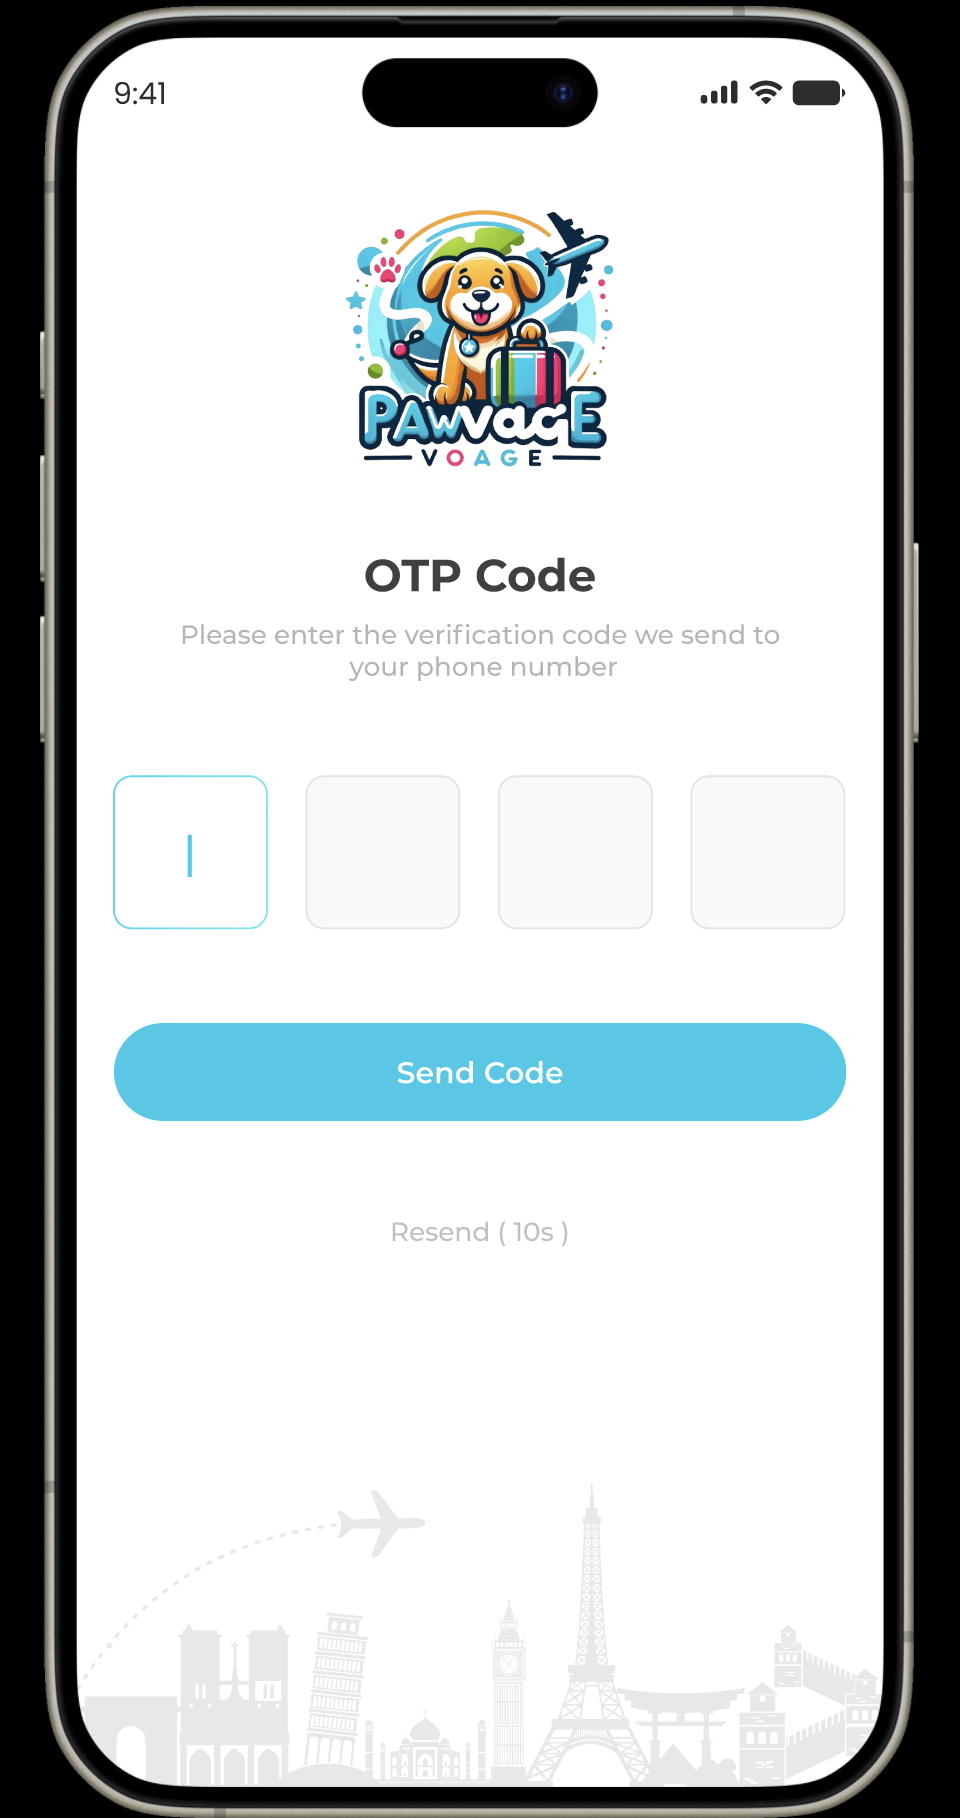 9:41
PAWvacgE
VOAGE
OTP Code
Please enter the verification code we send to
your phone number
Send Code
Resend ( 10s )